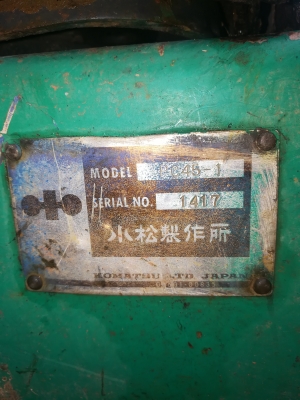 MODEL
SERIAL NO. 1417
小松製作所
KOMATSU LTD JAPAN